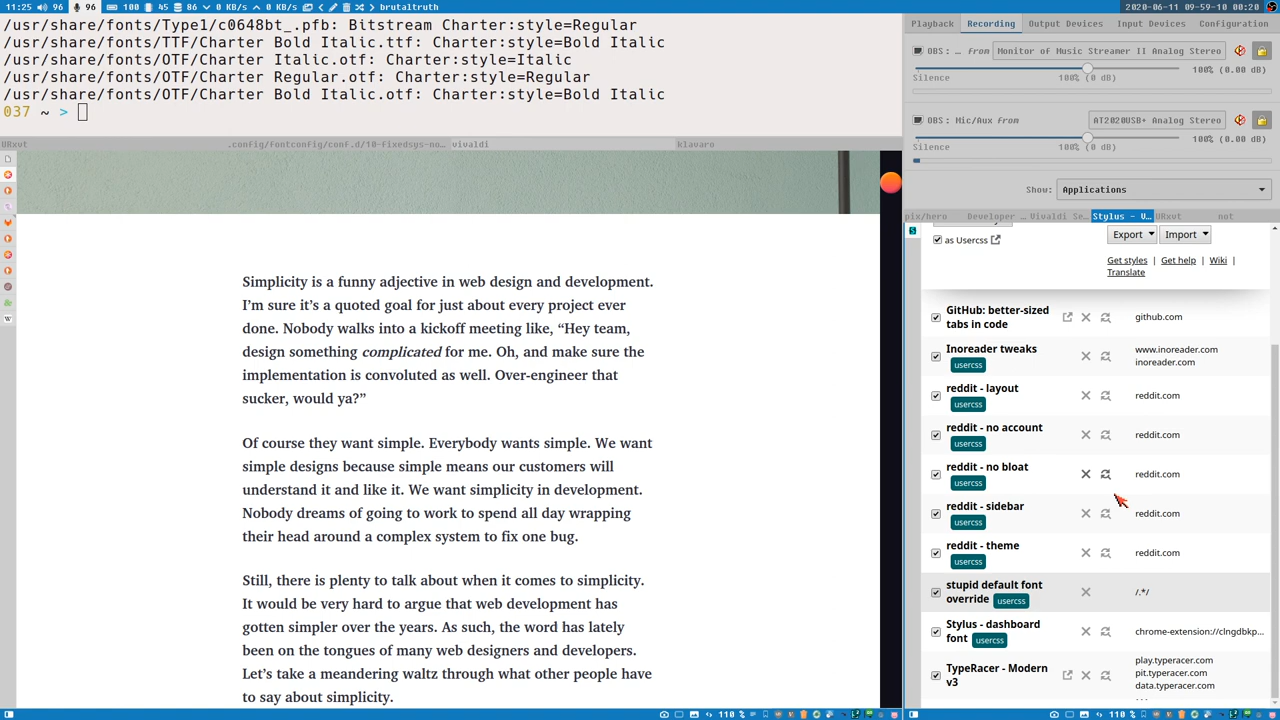 11:25 96 96 100 45 86 0 KB/s 0 KB/s brutaltruth
2020-06-11 09-59-10 00:20
/usr/share/fonts/Type1/c0648bt_.pfb: Bitstream Charter:style=Regular
/usr/share/fonts/TTF/Charter Bold Italic.ttf: Charter:style=Bold Italic
/usr/share/fonts/OTF/Charter Italic.otf: Charter:style=Italic
/usr/share/fonts/OTF/Charter Regular.otf: Charter:style=Regular
/usr/share/fonts/OTF/Charter Bold Italic.otf: Charter:style=Bold Italic
037 ~ >
URxvt .config/fontconfig/conf.d/10-fixedsys-no... vivaldi klavaro
Simplicity is a funny adjective in web design and development.
I’m sure it’s a quoted goal for just about every project ever
done. Nobody walks into a kickoff meeting like, “Hey team,
design something complicated for me. Oh, and make sure the
implementation is convoluted as well. Over-engineer that
sucker, would ya?”
Of course they want simple. Everybody wants simple. We want
simple designs because simple means our customers will
understand it and like it. We want simplicity in development.
Nobody dreams of going to work to spend all day wrapping
their head around a complex system to fix one bug.
Still, there is plenty to talk about when it comes to simplicity.
It would be very hard to argue that web development has
gotten simpler over the years. As such, the word has lately
been on the tongues of many web designers and developers.
Let’s take a meandering waltz through what other people have
to say about simplicity.
Playback Recording Output Devices Input Devices Configuration
OBS: … from Monitor of Music Streamer II Analog Stereo
100% (0.00 dB)
Silence 100% (0 dB)
OBS: Mic/Aux from AT2020USB+ Analog Stereo
100% (0.00 dB)
Silence 100% (0 dB)
Show: Applications
pix/hero Developer … Vivaldi Se… Stylus - V… URxvt not
as Usercss
Export Import
Get styles | Get help | Wiki |
Translate
GitHub: better-sized
tabs in code
github.com
Inoreader tweaks
usercss
www.inoreader.com
inoreader.com
reddit - layout
usercss
reddit.com
reddit - no account
usercss
reddit.com
reddit - no bloat
usercss
reddit.com
reddit - sidebar
usercss
reddit.com
reddit - theme
usercss
reddit.com
stupid default font
override usercss
/.*/
Stylus - dashboard
font usercss
chrome-extension://clngdbkp...
TypeRacer - Modern
v3
play.typeracer.com
pit.typeracer.com
data.typeracer.com
110 %
110 %